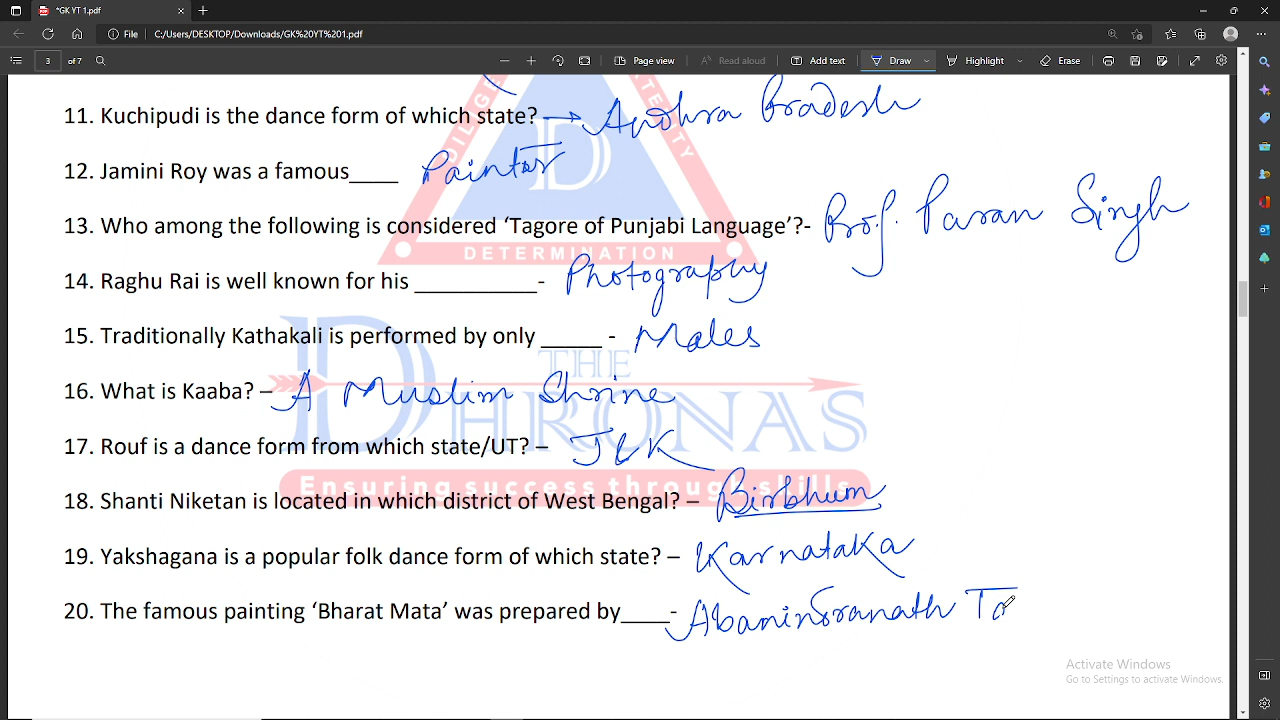 *GK YT 1.pdf
File C:/Users/DESKTOP/Downloads/GK%20YT%201.pdf
3 of 7 Page view Read aloud Add text Draw Highlight Erase
11. Kuchipudi is the dance form of which state? → Andhra Pradesh
12. Jamini Roy was a famous____ Painter
13. Who among the following is considered ‘Tagore of Punjabi Language’?- Prof. Puran Singh
DETERMINATION
14. Raghu Rai is well known for his __________- Photography
15. Traditionally Kathakali is performed by only _____ - Males
THE
16. What is Kaaba? – A Muslim Shrine
DHRONAS
17. Rouf is a dance form from which state/UT? – J&K
Ensuring success through skills
18. Shanti Niketan is located in which district of West Bengal? – Birbhum
19. Yakshagana is a popular folk dance form of which state? – Karnataka
20. The famous painting ‘Bharat Mata’ was prepared by____- Abanindranath Ta
Activate Windows
Go to Settings to activate Windows.